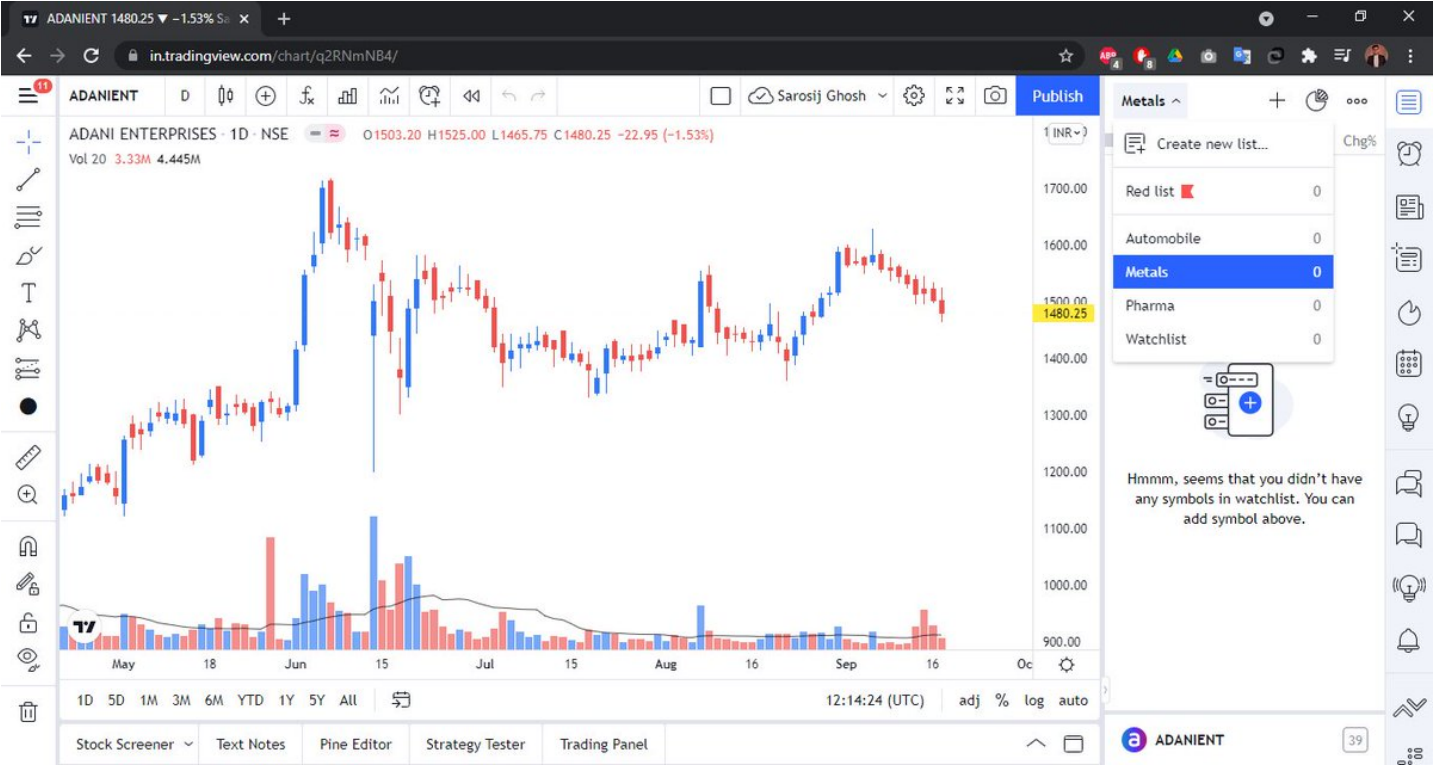 ADANIENT 1480.25 ▼ −1.53% Sa
in.tradingview.com/chart/q2RNmNB4/
ABP
4
8
11
ADANIENT D
Sarosij Ghosh
Publish
ADANI ENTERPRISES · 1D · NSE O1503.20 H1525.00 L1465.75 C1480.25 −22.95 (−1.53%)
Vol 20 3.33M 4.445M
INR
1700.00
1600.00
1500.00
1480.25
1400.00
1300.00
1200.00
1100.00
1000.00
900.00
May 18 Jun 15 Jul 15 Aug 16 Sep 16 Oc
1D 5D 1M 3M 6M YTD 1Y 5Y All
12:14:24 (UTC) adj % log auto
Stock Screener Text Notes Pine Editor Strategy Tester Trading Panel
Metals
Chg%
Create new list...
Red list 0
Automobile 0
Metals 0
Pharma 0
Watchlist 0
Hmmm, seems that you didn't have
any symbols in watchlist. You can
add symbol above.
ADANIENT 39